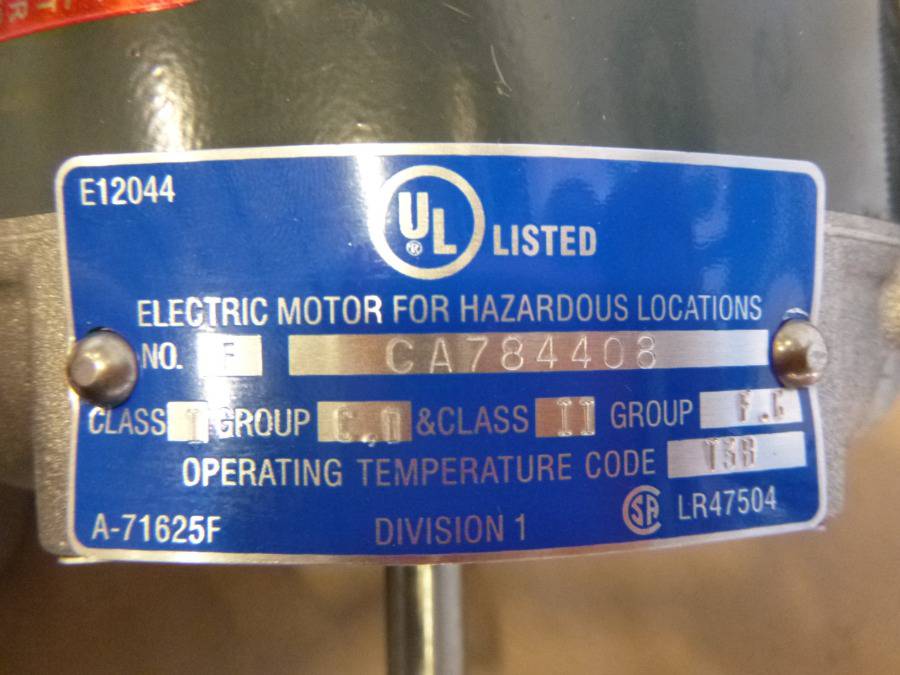 E12044
UL® LISTED
ELECTRIC MOTOR FOR HAZARDOUS LOCATIONS
NO. F CA784408
CLASS I GROUP C,D & CLASS II GROUP F,G
OPERATING TEMPERATURE CODE T3B
A-71625F DIVISION 1 SA LR47504